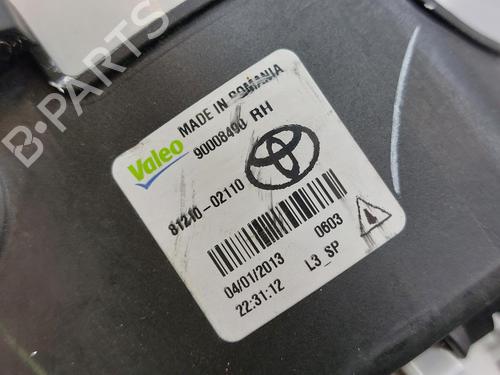 B-PARTS
MADE IN ROMANIA
Valeo
90008490 RH
81210-02110
0603
04/01/2013 L3_SP
22:31:12